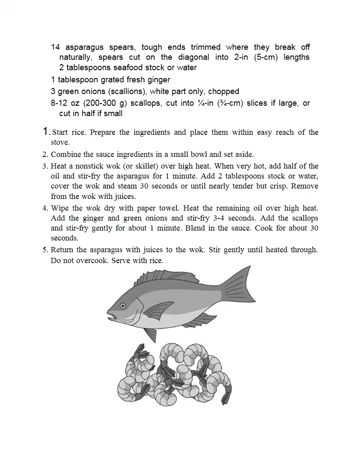 14 asparagus spears, tough ends trimmed where they break off
naturally, spears cut on the diagonal into 2-in (5-cm) lengths
2 tablespoons seafood stock or water
1 tablespoon grated fresh ginger
3 green onions (scallions), white part only, chopped
8-12 oz (200-300 g) scallops, cut into ¼-in (¾-cm) slices if large, or
cut in half if small
1. Start rice. Prepare the ingredients and place them within easy reach of the
stove.
2. Combine the sauce ingredients in a small bowl and set aside.
3. Heat a nonstick wok (or skillet) over high heat. When very hot, add half of the
oil and stir-fry the asparagus for 1 minute. Add 2 tablespoons stock or water,
cover the wok and steam 30 seconds or until nearly tender but crisp. Remove
from the wok with juices.
4. Wipe the wok dry with paper towel. Heat the remaining oil over high heat.
Add the ginger and green onions and stir-fry 3-4 seconds. Add the scallops
and stir-fry gently for about 1 minute. Blend in the sauce. Cook for about 30
seconds.
5. Return the asparagus with juices to the wok. Stir gently until heated through.
Do not overcook. Serve with rice.